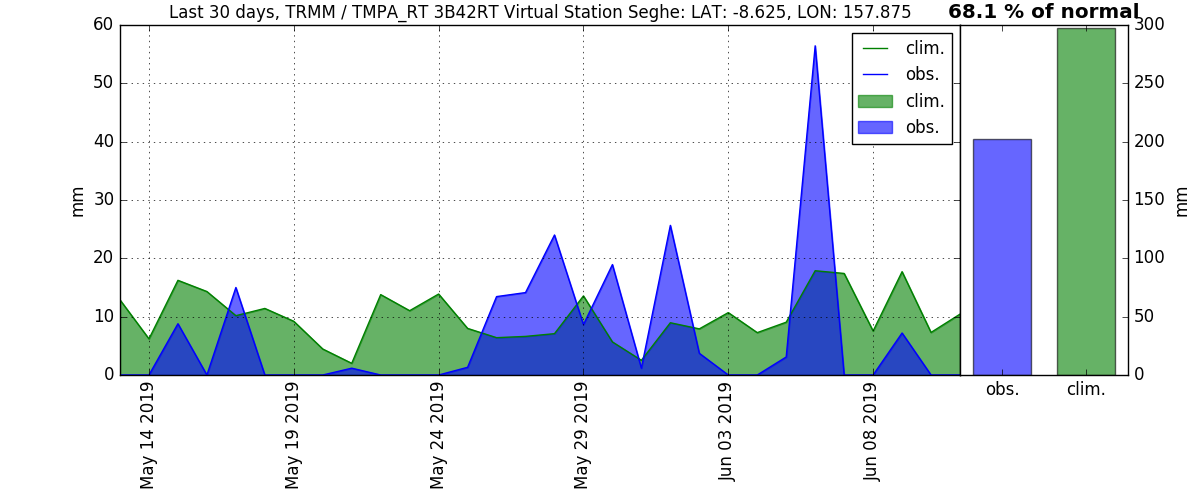 Last 30 days, TRMM / TMPA_RT 3B42RT Virtual Station Seghe: LAT: -8.625, LON: 157.875
68.1 % of normal
60
50
40
30
20
10
0
mm
clim.
obs.
clim.
obs.
300
250
200
150
100
50
0
mm
May 14 2019
May 19 2019
May 24 2019
May 29 2019
Jun 03 2019
Jun 08 2019
obs.
clim.